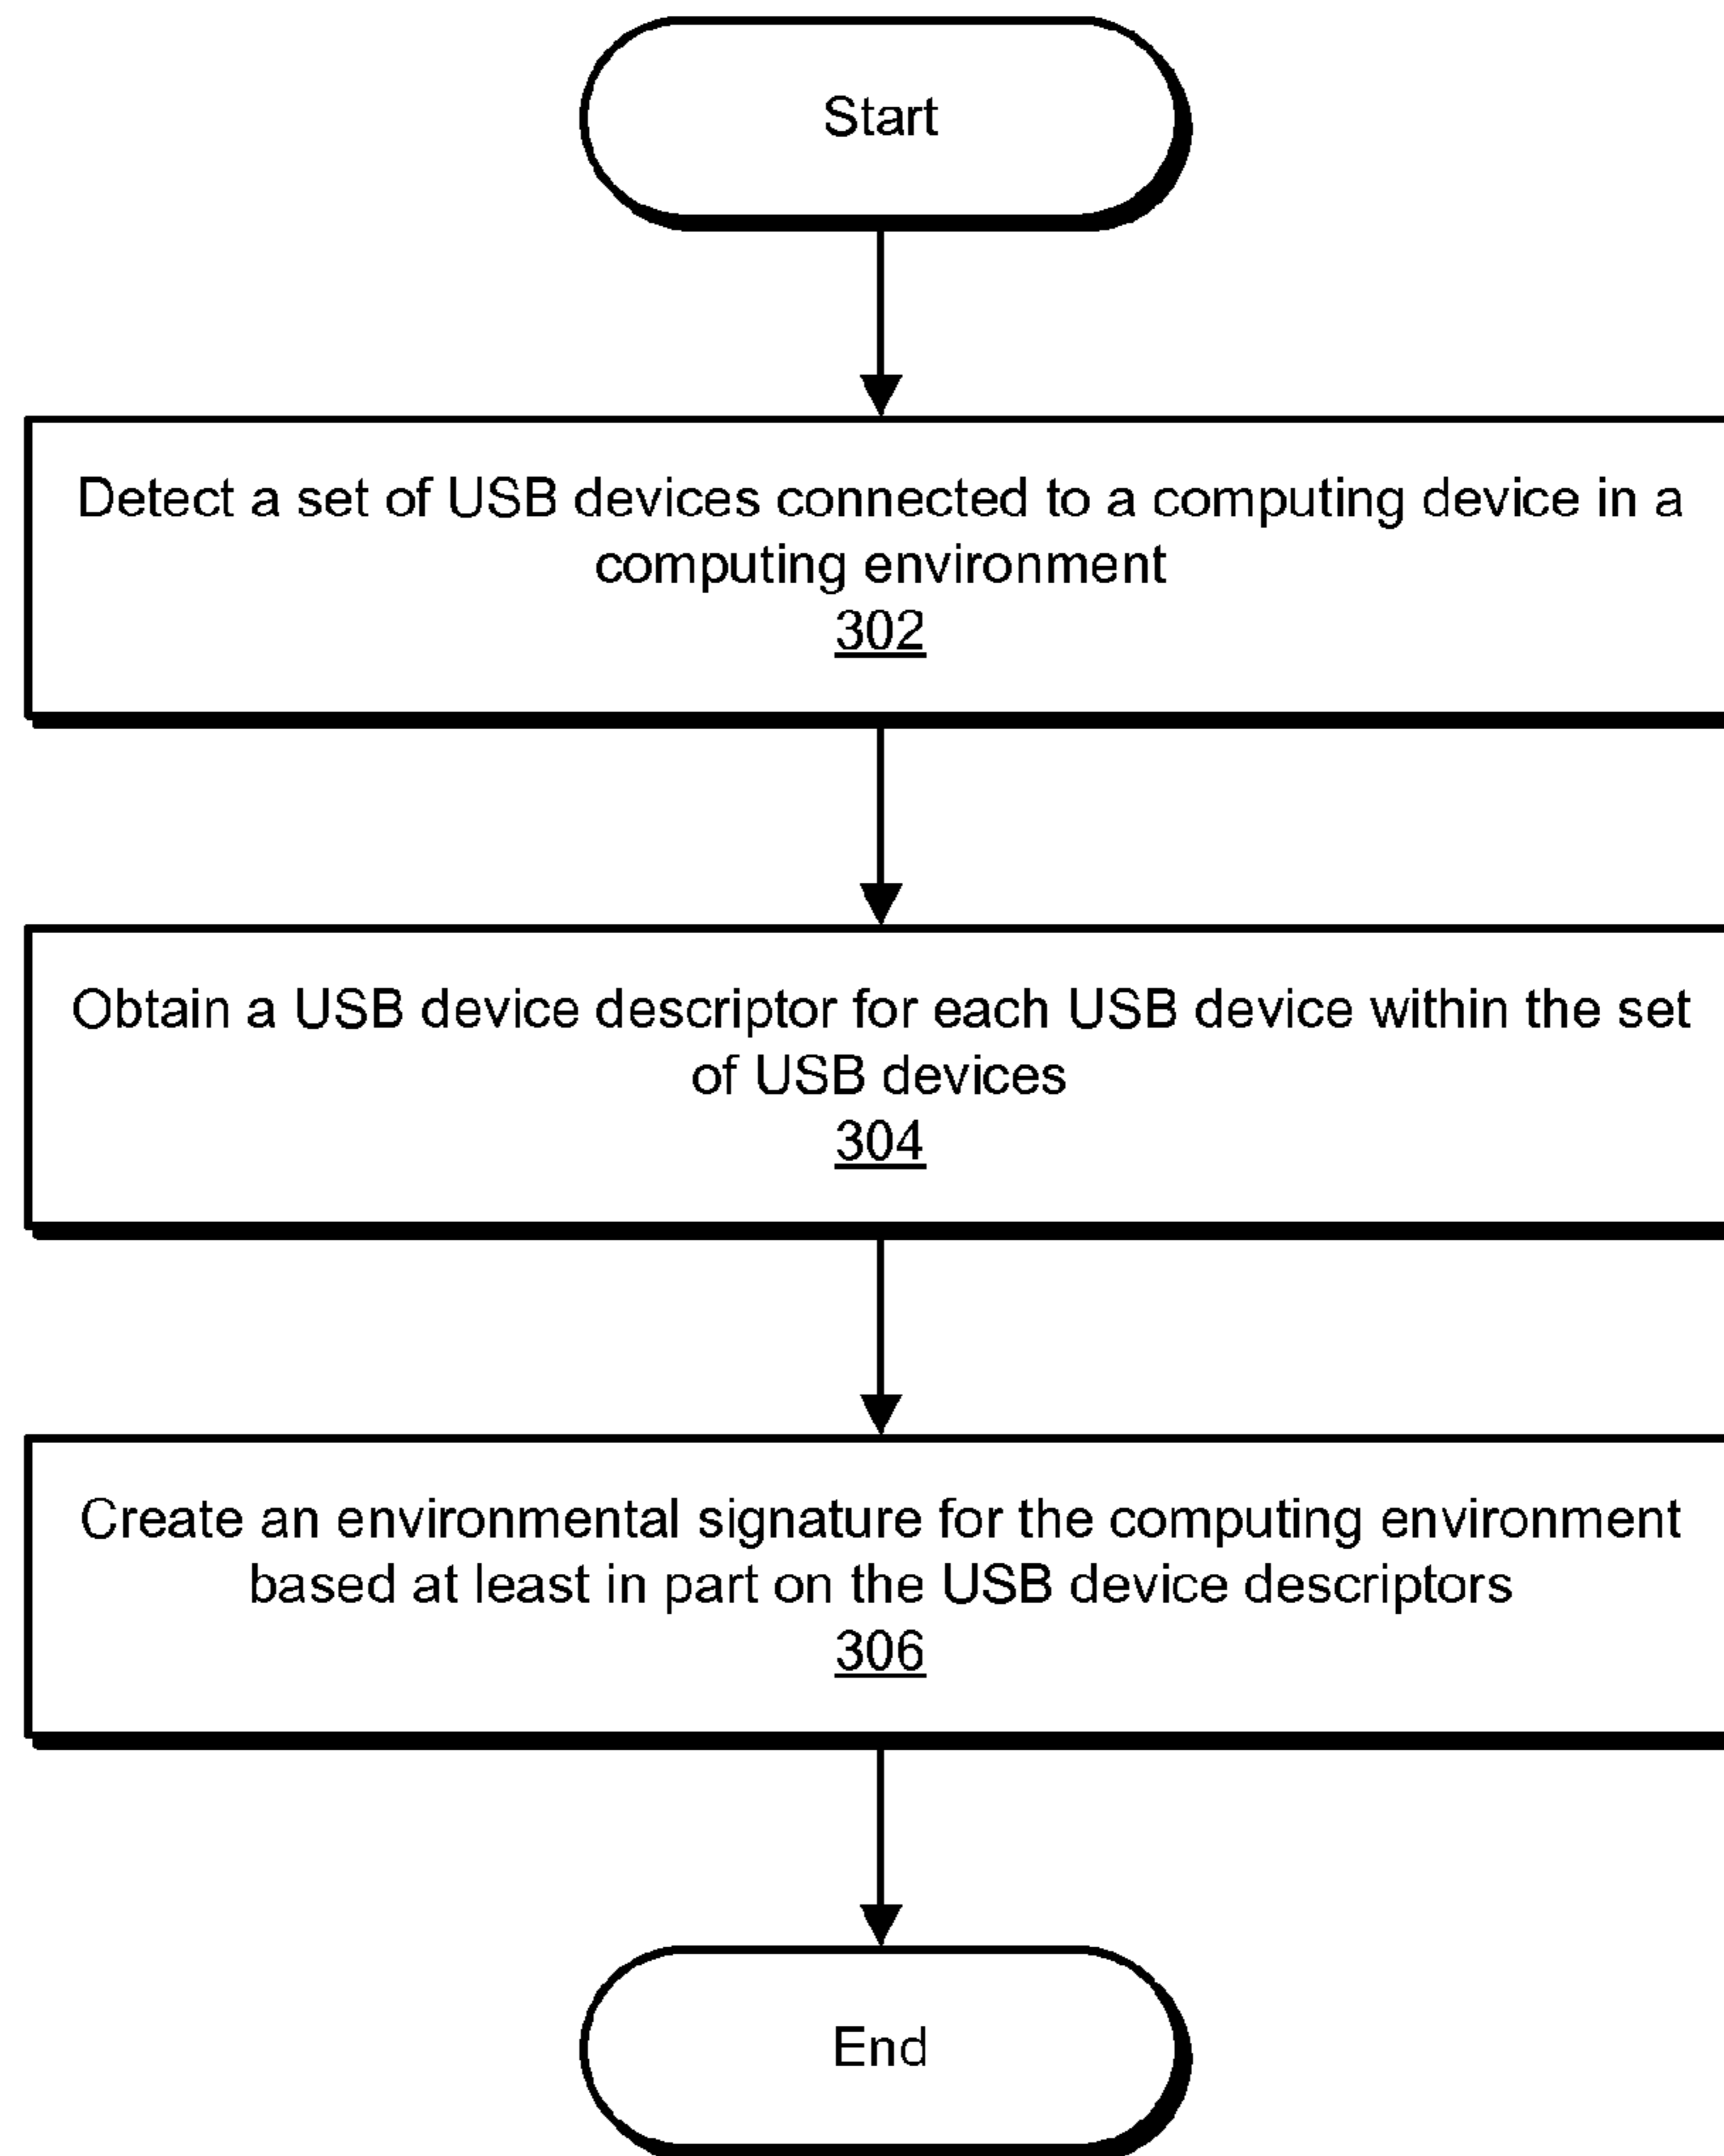 Start
Detect a set of USB devices connected to a computing device in a
computing environment
302
Obtain a USB device descriptor for each USB device within the set
of USB devices
304
Create an environmental signature for the computing environment
based at least in part on the USB device descriptors
306
End